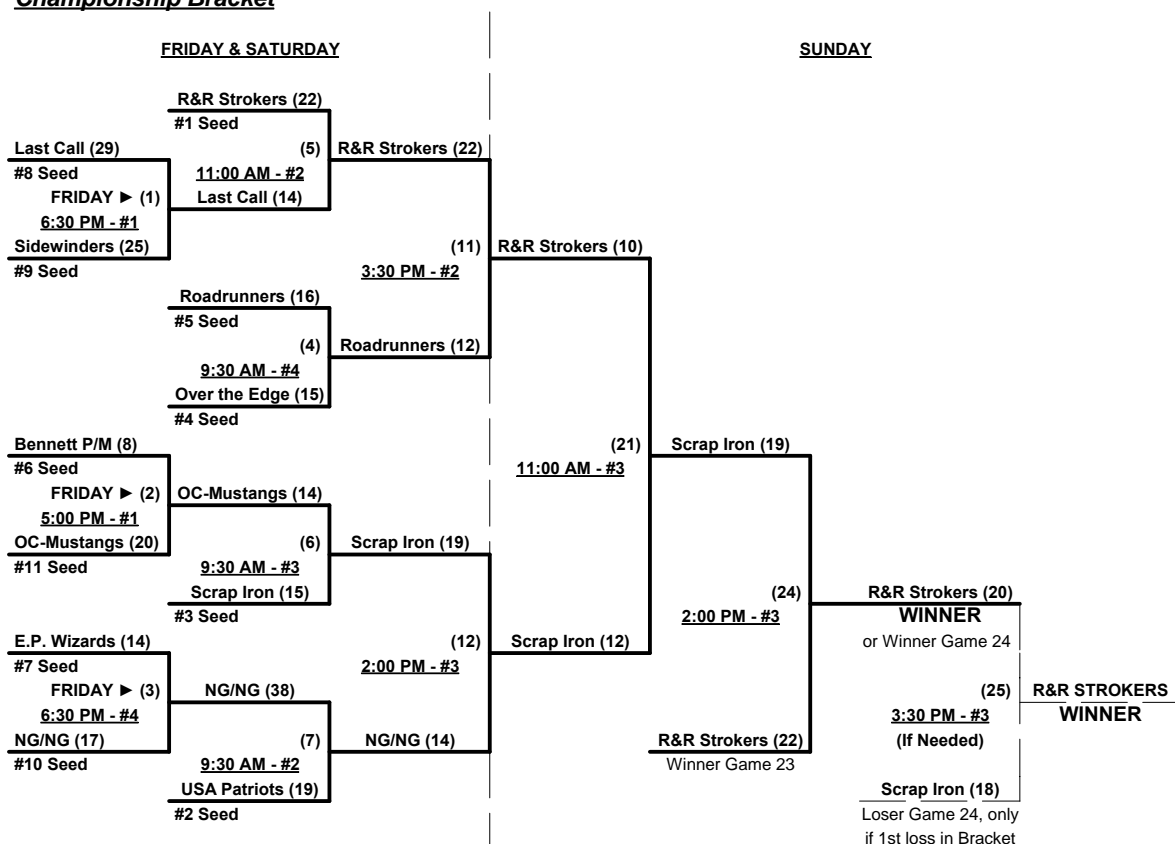 Championship Bracket
FRIDAY & SATURDAY
SUNDAY
R&R Strokers (22)
#1 Seed
Last Call (29)
(5)
R&R Strokers (22)
#8 Seed
11:00 AM - #2
FRIDAY ► (1)
Last Call (14)
6:30 PM - #1
Sidewinders (25)
(11)
R&R Strokers (10)
#9 Seed
3:30 PM - #2
Roadrunners (16)
#5 Seed
(4)
Roadrunners (12)
9:30 AM - #4
Over the Edge (15)
#4 Seed
Bennett P/M (8)
(21)
Scrap Iron (19)
#6 Seed
11:00 AM - #3
FRIDAY ► (2)
OC-Mustangs (14)
5:00 PM - #1
OC-Mustangs (20)
(6)
Scrap Iron (19)
#11 Seed
9:30 AM - #3
Scrap Iron (15)
(24)
R&R Strokers (20)
#3 Seed
2:00 PM - #3
WINNER
E.P. Wizards (14)
(12)
Scrap Iron (12)
or Winner Game 24
#7 Seed
2:00 PM - #3
FRIDAY ► (3)
NG/NG (38)
(25)
R&R STROKERS
6:30 PM - #4
3:30 PM - #3
WINNER
NG/NG (17)
(7)
NG/NG (14)
R&R Strokers (22)
(If Needed)
#10 Seed
9:30 AM - #2
Winner Game 23
USA Patriots (19)
Scrap Iron (18)
#2 Seed
Loser Game 24, only
if 1st loss in Bracket